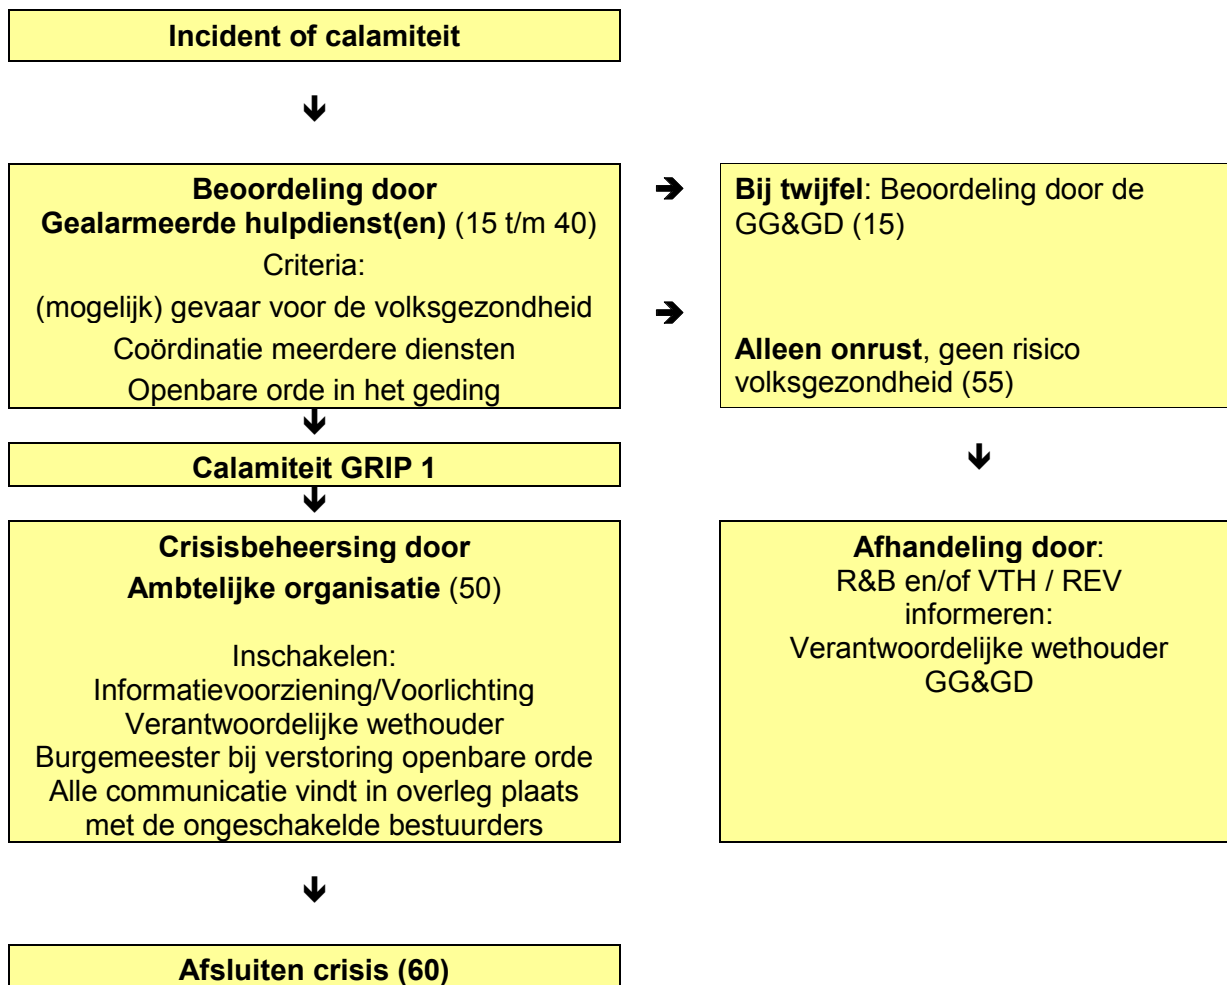 Incident of calamiteit
Beoordeling door
Gealarmeerde hulpdienst(en) (15 t/m 40)
Criteria:
(mogelijk) gevaar voor de volksgezondheid
Coördinatie meerdere diensten
Openbare orde in het geding
Bij twijfel: Beoordeling door de
GG&GD (15)
Alleen onrust, geen risico
volksgezondheid (55)
Calamiteit GRIP 1
Crisisbeheersing door
Ambtelijke organisatie (50)
Inschakelen:
Informatievoorziening/Voorlichting
Verantwoordelijke wethouder
Burgemeester bij verstoring openbare orde
Alle communicatie vindt in overleg plaats
met de ongeschakelde bestuurders
Afhandeling door:
R&B en/of VTH / REV
informeren:
Verantwoordelijke wethouder
GG&GD
Afsluiten crisis (60)